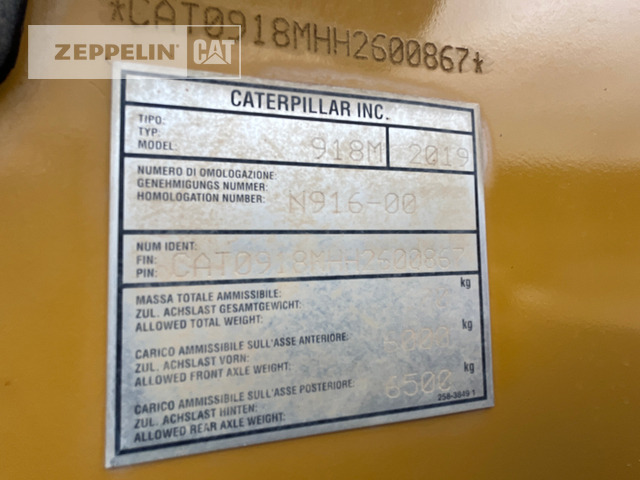 *CAT0918MHH2600867*
ZEPPELIN
CATERPILLAR INC.
TIPO:
TYP:
MODEL: 918M 2019
NUMERO DI OMOLOGAZIONE:
GENEHMIGUNGS NUMMER:
HOMOLOGATION NUMBER: N916-00
NUM IDENT:
FIN:
PIN: CAT0918MHH2600867
kg
MASSA TOTALE AMMISSIBILE:
ZUL. ACHSLAST GESAMTGEWICHT:
ALLOWED TOTAL WEIGHT:
kg
CARICO AMMISSIBILE SULL'ASSE ANTERIORE:
ZUL. ACHSLAST VORN:
ALLOWED FRONT AXLE WEIGHT:
kg
CARICO AMMISSIBILE SULL'ASSE POSTERIORE:
ZUL. ACHSLAST HINTEN: 6500
ALLOWED REAR AXLE WEIGHT:
256-3649 1